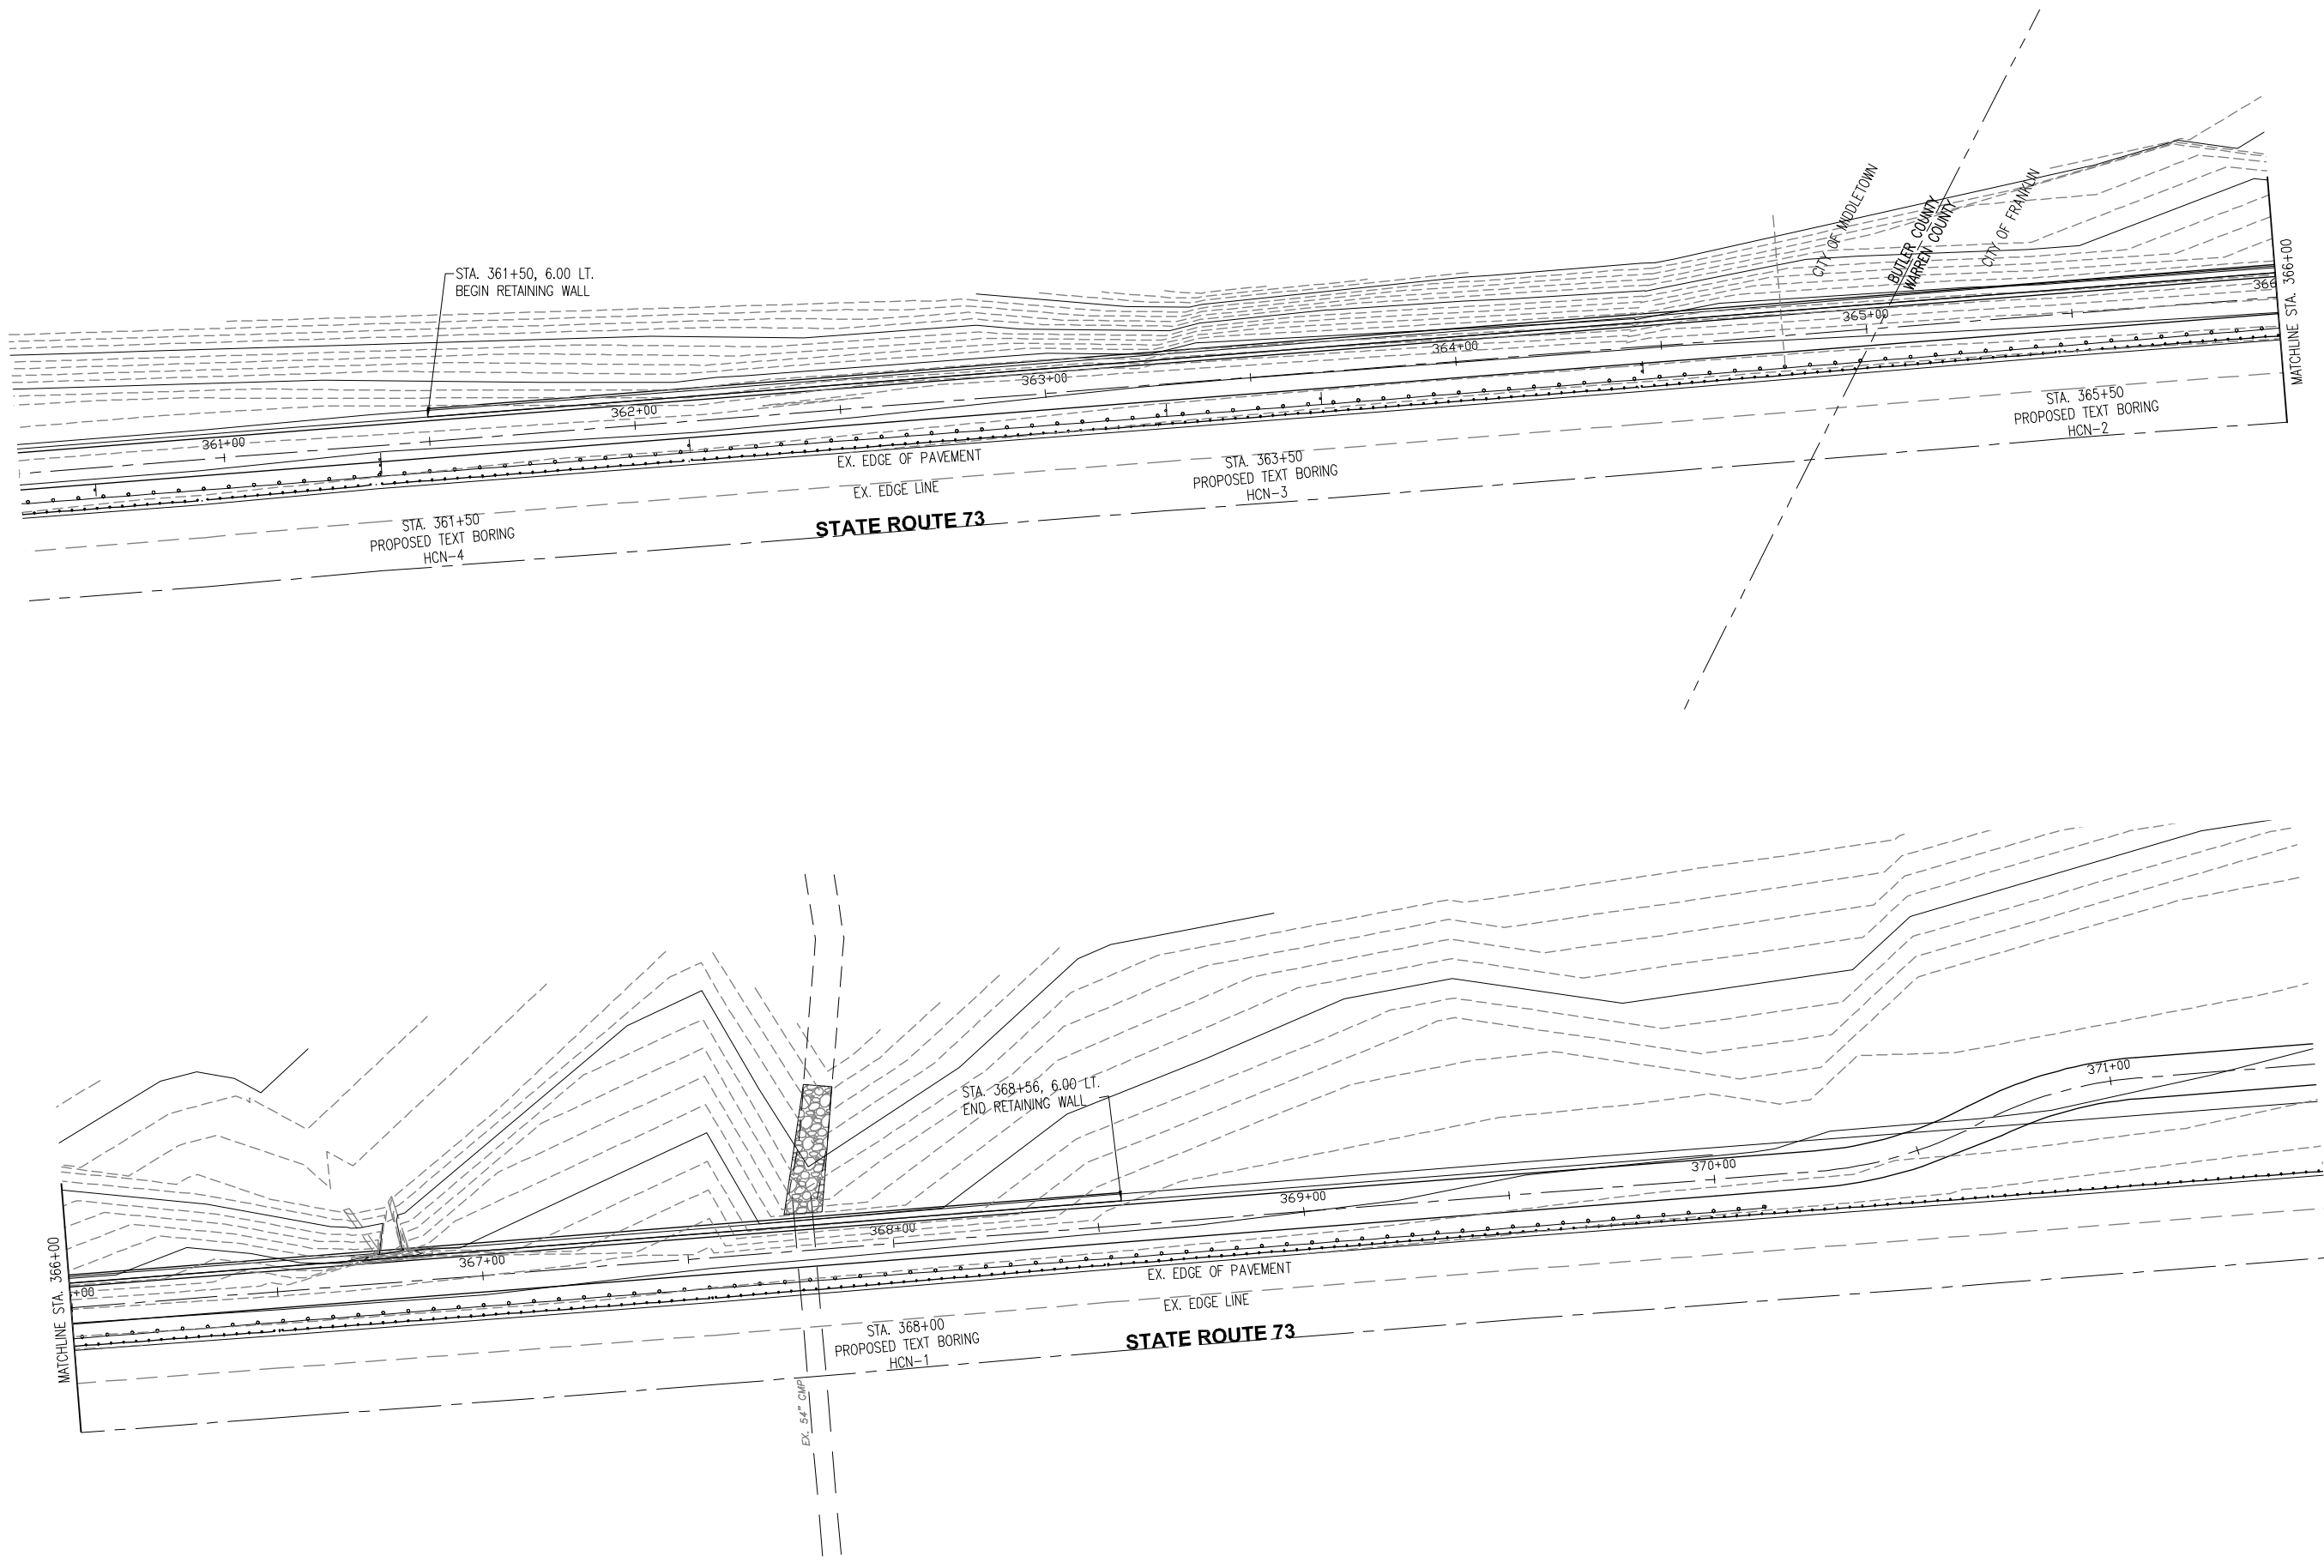 STA. 361+50, 6.00 LT.
BEGIN RETAINING WALL
CITY OF MIDDLETOWN
BUTLER COUNTY
WARREN COUNTY
CITY OF FRANKLIN
361+00
362+00
363+00
364+00
365+00
366
MATCHLINE STA. 366+00
EX. EDGE OF PAVEMENT
EX. EDGE LINE
STATE ROUTE 73
STA. 361+50
PROPOSED TEXT BORING
HCN-4
STA. 363+50
PROPOSED TEXT BORING
HCN-3
STA. 365+50
PROPOSED TEXT BORING
HCN-2
STA. 368+56, 6.00 LT.
END RETAINING WALL
MATCHLINE STA. 366+00
+00
367+00
368+00
369+00
370+00
371+00
EX. EDGE OF PAVEMENT
EX. EDGE LINE
STATE ROUTE 73
STA. 368+00
PROPOSED TEXT BORING
HCN-1
EX. 54" CMP